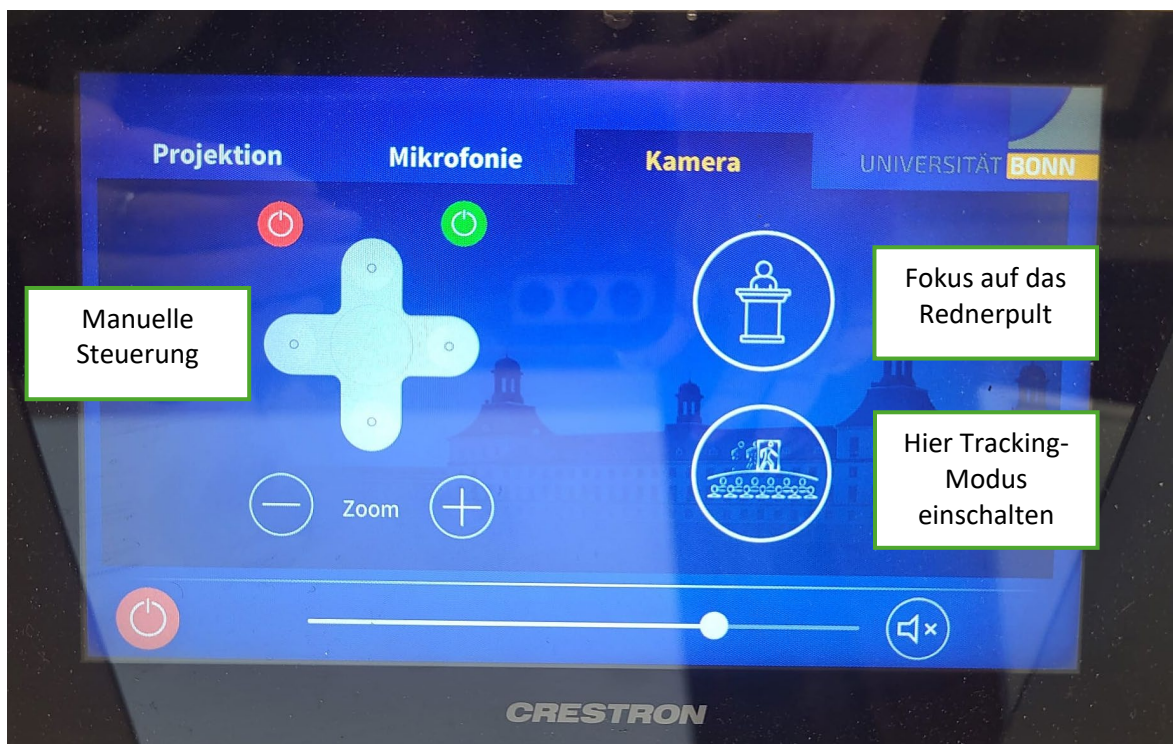 Projektion
Mikrofonie
Kamera
UNIVERSITÄT BONN
Manuelle
Steuerung
Fokus auf das
Rednerpult
Hier Tracking-
Modus
einschalten
Zoom
CRESTRON